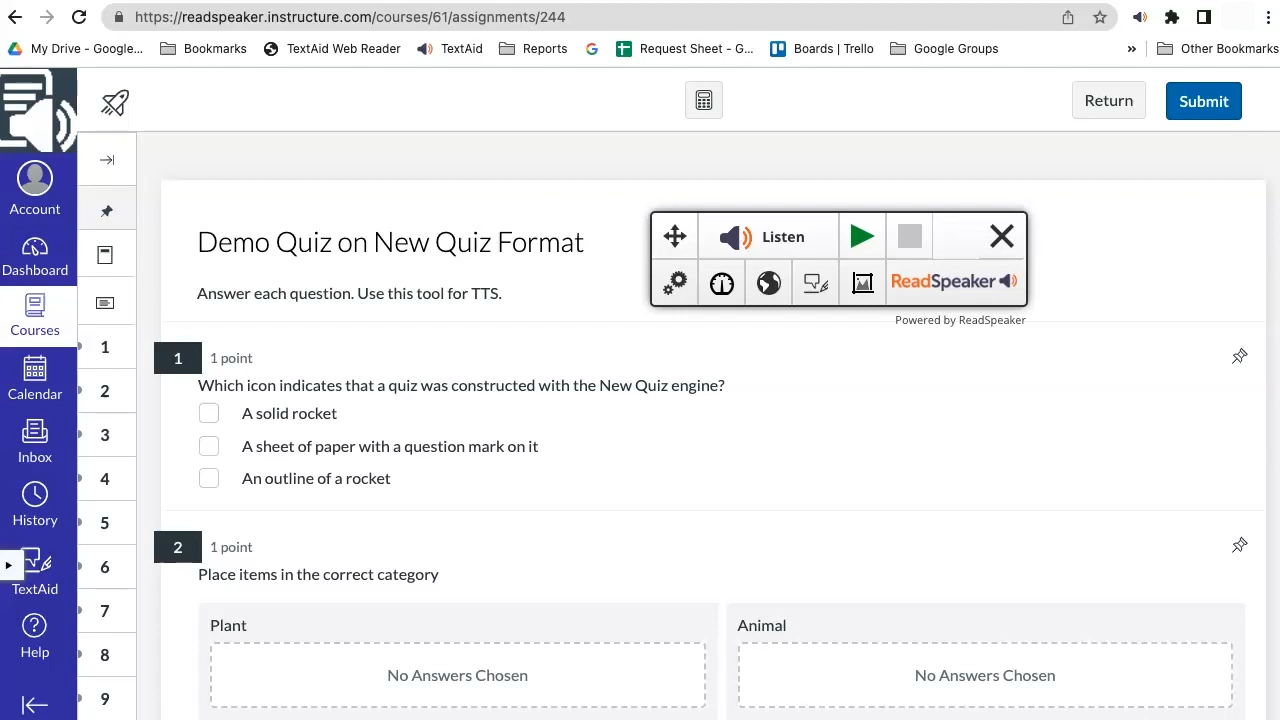 https://readspeaker.instructure.com/courses/61/assignments/244
My Drive - Google... Bookmarks TextAid Web Reader TextAid Reports Request Sheet - G... Boards | Trello Google Groups » Other Bookmarks
Return Submit
Account
Dashboard
Courses
Calendar
Inbox
History
TextAid
Help
1
2
3
4
5
6
7
8
9
Demo Quiz on New Quiz Format
Answer each question. Use this tool for TTS.
Listen
ReadSpeaker
Powered by ReadSpeaker
1 1 point
Which icon indicates that a quiz was constructed with the New Quiz engine?
A solid rocket
A sheet of paper with a question mark on it
An outline of a rocket
2 1 point
Place items in the correct category
Plant Animal
No Answers Chosen No Answers Chosen